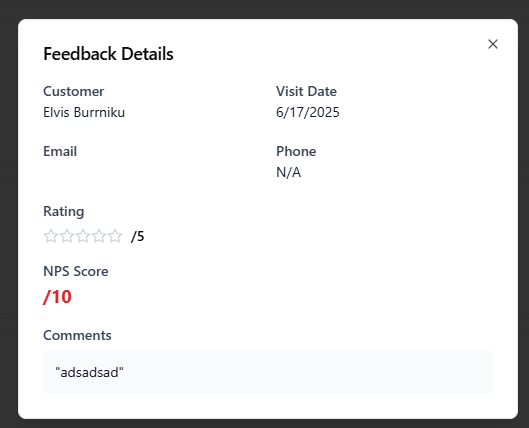 Feedback Details
Customer
Elvis Burrniku
Visit Date
6/17/2025
Email
Phone
N/A
Rating
/5
NPS Score
/10
Comments
"adsadsad"